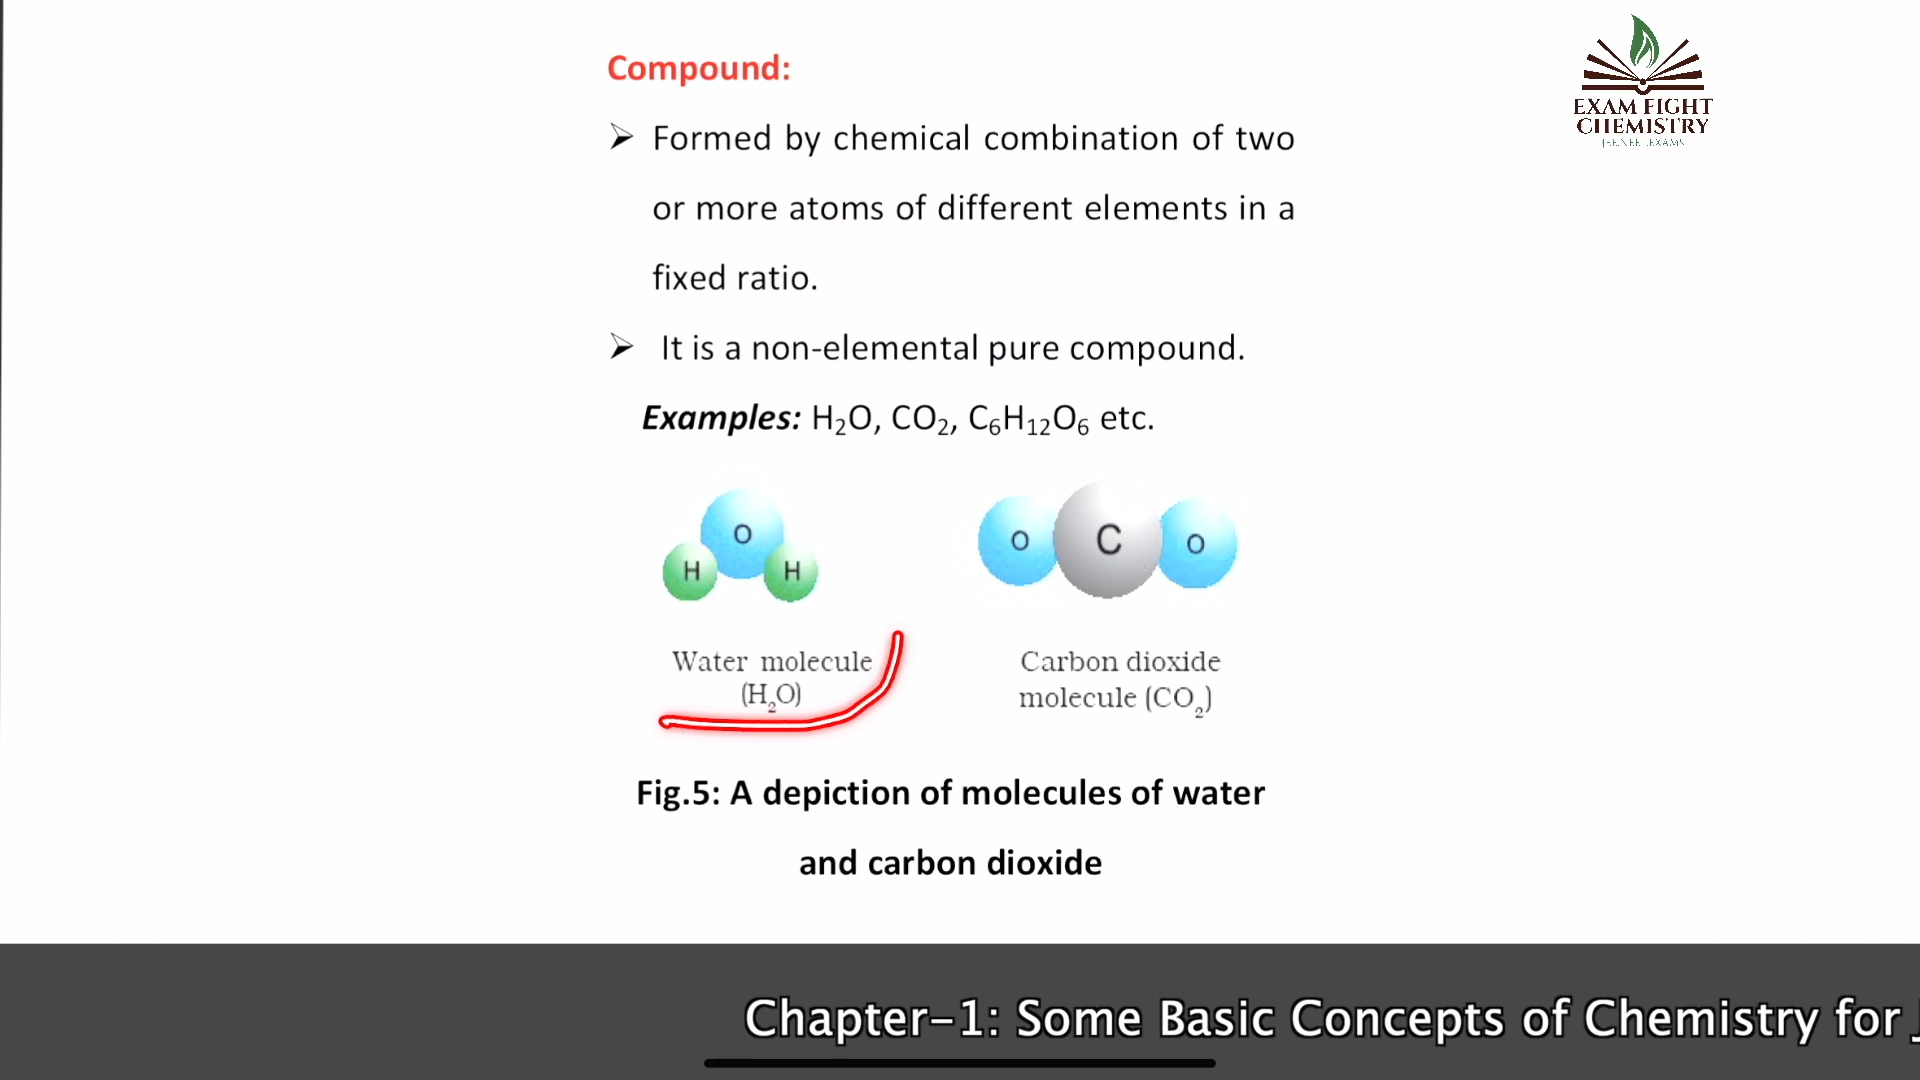 Compound:
EXAM FIGHT
CHEMISTRY
➢ Formed by chemical combination of two
or more atoms of different elements in a
fixed ratio.
➢ It is a non-elemental pure compound.
Examples: H₂O, CO₂, C₆H₁₂O₆ etc.
O
H H
O C O
Water molecule
(H₂O)
Carbon dioxide
molecule (CO₂)
Fig.5: A depiction of molecules of water
and carbon dioxide
Chapter-1: Some Basic Concepts of Chemistry for